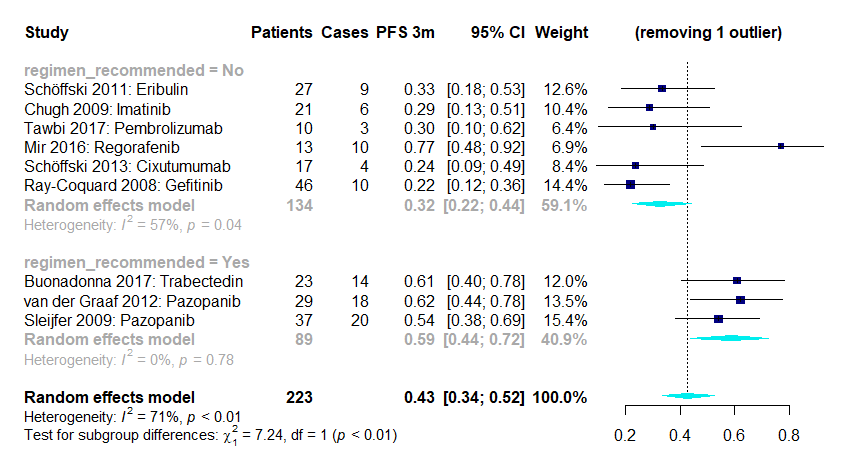 Study Patients Cases PFS 3m 95% CI Weight (removing 1 outlier)
regimen_recommended = No
Schöffski 2011: Eribulin 27 9 0.33 [0.18; 0.53] 12.6%
Chugh 2009: Imatinib 21 6 0.29 [0.13; 0.51] 10.4%
Tawbi 2017: Pembrolizumab 10 3 0.30 [0.10; 0.62] 6.4%
Mir 2016: Regorafenib 13 10 0.77 [0.48; 0.92] 6.9%
Schöffski 2013: Cixutumumab 17 4 0.24 [0.09; 0.49] 8.4%
Ray-Coquard 2008: Gefitinib 46 10 0.22 [0.12; 0.36] 14.4%
Random effects model 134 0.32 [0.22; 0.44] 59.1%
Heterogeneity: I² = 57%, p = 0.04
regimen_recommended = Yes
Buonadonna 2017: Trabectedin 23 14 0.61 [0.40; 0.78] 12.0%
van der Graaf 2012: Pazopanib 29 18 0.62 [0.44; 0.78] 13.5%
Sleijfer 2009: Pazopanib 37 20 0.54 [0.38; 0.69] 15.4%
Random effects model 89 0.59 [0.44; 0.72] 40.9%
Heterogeneity: I² = 0%, p = 0.78
Random effects model 223 0.43 [0.34; 0.52] 100.0%
Heterogeneity: I² = 71%, p < 0.01
Test for subgroup differences: χ₁² = 7.24, df = 1 (p < 0.01)
0.2 0.4 0.6 0.8